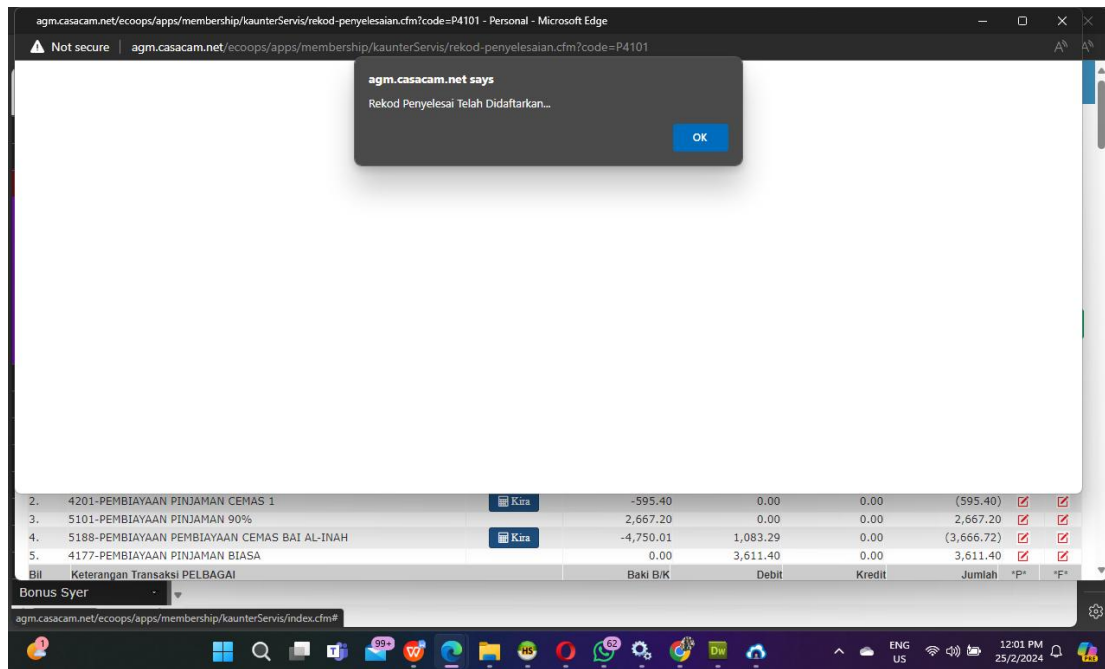 agm.casacam.net/ecoops/apps/membership/kaunterServis/rekod-penyelesaian.cfm?code=P4101 - Personal - Microsoft Edge
Not secure | agm.casacam.net/ecoops/apps/membership/kaunterServis/rekod-penyelesaian.cfm?code=P4101
agm.casacam.net says
Rekod Penyelesai Telah Didaftarkan...
OK
2. 4201-PEMBIAYAAN PINJAMAN CEMAS 1 Kira -595.40 0.00 0.00 (595.40)
3. 5101-PEMBIAYAAN PINJAMAN 90% 2,667.20 0.00 0.00 2,667.20
4. 5188-PEMBIAYAAN PEMBIAYAAN CEMAS BAI AL-INAH Kira -4,750.01 1,083.29 0.00 (3,666.72)
5. 4177-PEMBIAYAAN PINJAMAN BIASA 0.00 3,611.40 0.00 3,611.40
Bil Keterangan Transaksi PELBAGAI Baki B/K Debit Kredit Jumlah *P* *F*
Bonus Syer
agm.casacam.net/ecoops/apps/membership/kaunterServis/index.cfm#
1 99+ W HS 62 Dw ENG 12:01 PM
US 25/2/2024 PRE